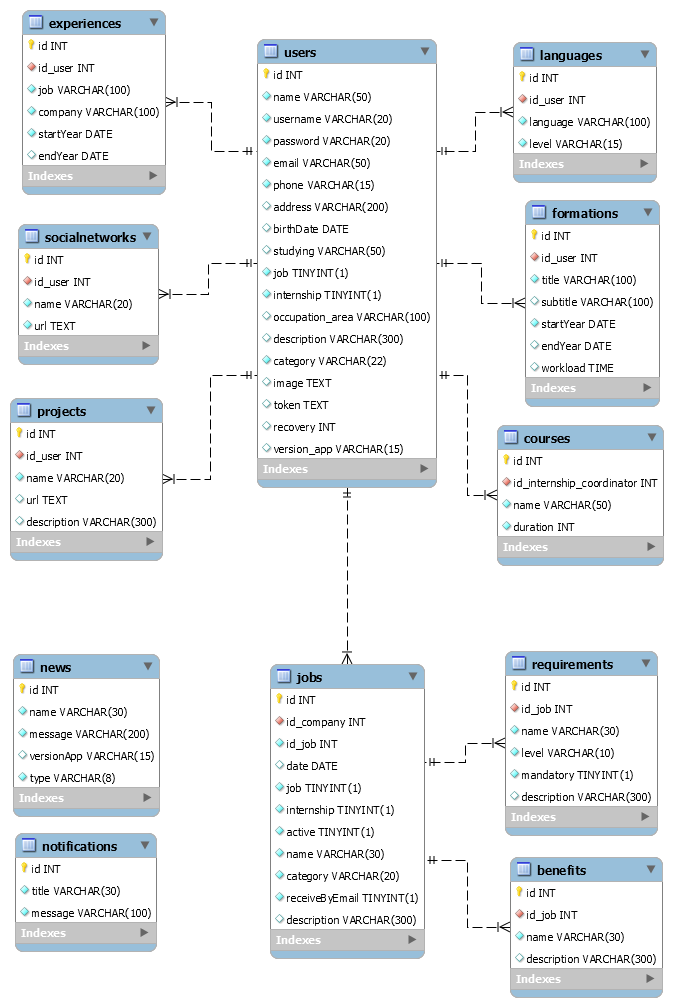 experiences
id INT
id_user INT
job VARCHAR(100)
company VARCHAR(100)
startYear DATE
endYear DATE
Indexes
users
id INT
name VARCHAR(50)
username VARCHAR(20)
password VARCHAR(20)
email VARCHAR(50)
phone VARCHAR(15)
address VARCHAR(200)
birthDate DATE
studying VARCHAR(50)
job TINYINT(1)
internship TINYINT(1)
occupation_area VARCHAR(100)
description VARCHAR(300)
category VARCHAR(22)
image TEXT
token TEXT
recovery INT
version_app VARCHAR(15)
Indexes
languages
id INT
id_user INT
language VARCHAR(100)
level VARCHAR(15)
Indexes
socialnetworks
id INT
id_user INT
name VARCHAR(20)
url TEXT
Indexes
formations
id INT
id_user INT
title VARCHAR(100)
subtitle VARCHAR(100)
startYear DATE
endYear DATE
workload TIME
Indexes
projects
id INT
id_user INT
name VARCHAR(20)
url TEXT
description VARCHAR(300)
Indexes
courses
id INT
id_internship_coordinator INT
name VARCHAR(50)
duration INT
Indexes
news
id INT
name VARCHAR(30)
message VARCHAR(200)
versionApp VARCHAR(15)
type VARCHAR(8)
Indexes
jobs
id INT
id_company INT
id_job INT
date DATE
job TINYINT(1)
internship TINYINT(1)
active TINYINT(1)
name VARCHAR(30)
category VARCHAR(20)
receiveByEmail TINYINT(1)
description VARCHAR(300)
Indexes
requirements
id INT
id_job INT
name VARCHAR(30)
level VARCHAR(10)
mandatory TINYINT(1)
description VARCHAR(300)
Indexes
notifications
id INT
title VARCHAR(30)
message VARCHAR(100)
Indexes
benefits
id INT
id_job INT
name VARCHAR(30)
description VARCHAR(300)
Indexes